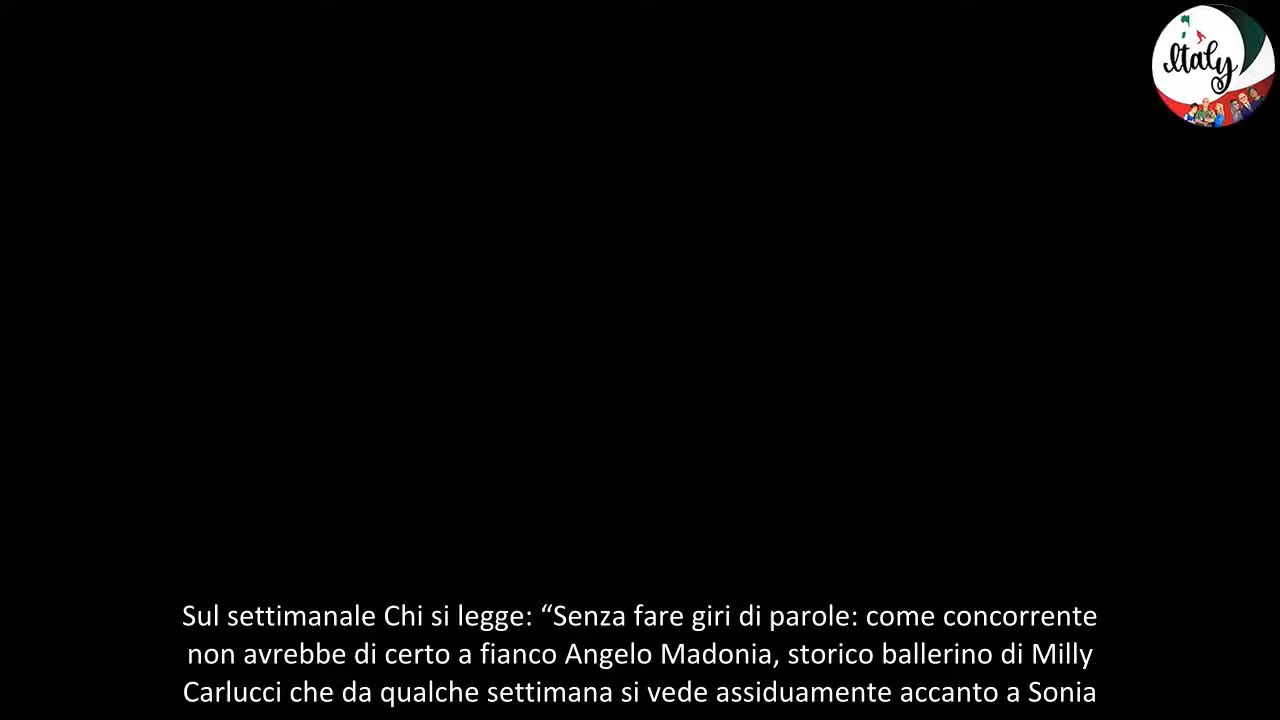 Italy
Sul settimanale Chi si legge: “Senza fare giri di parole: come concorrente
non avrebbe di certo a fianco Angelo Madonia, storico ballerino di Milly
Carlucci che da qualche settimana si vede assiduamente accanto a Sonia